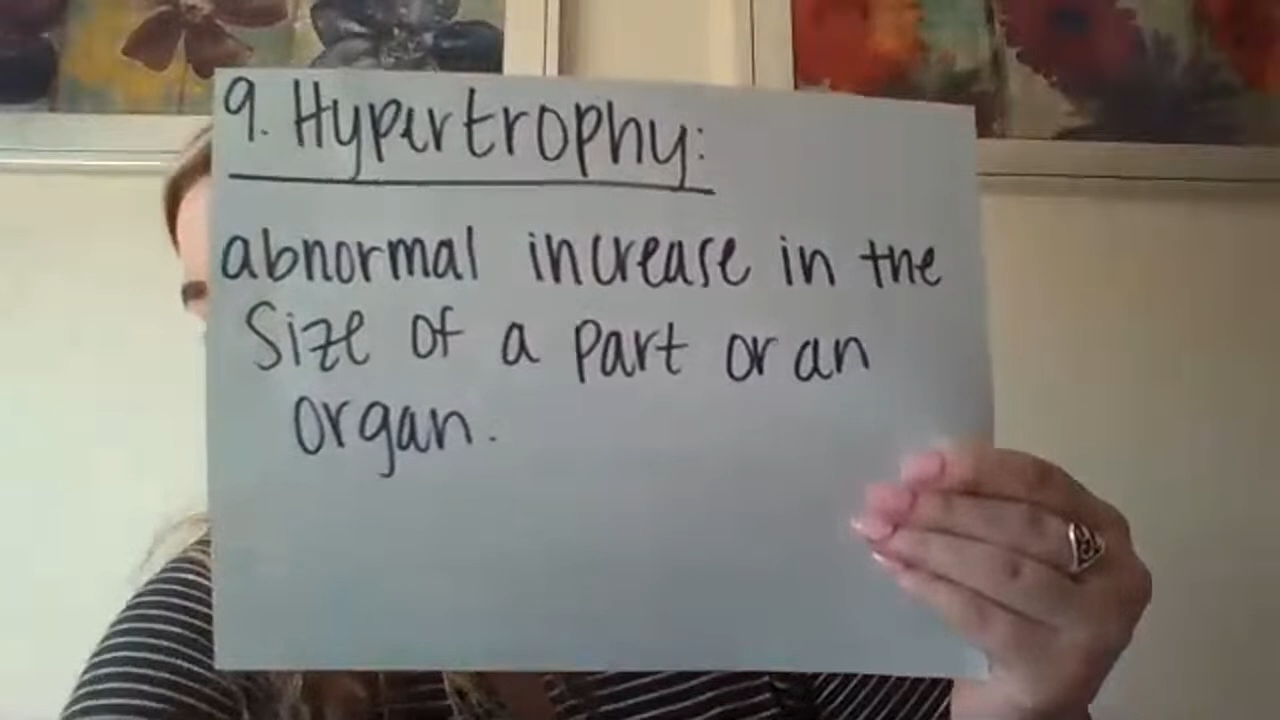 9. Hypertrophy:
abnormal increase in the
Size of a part or an
organ.